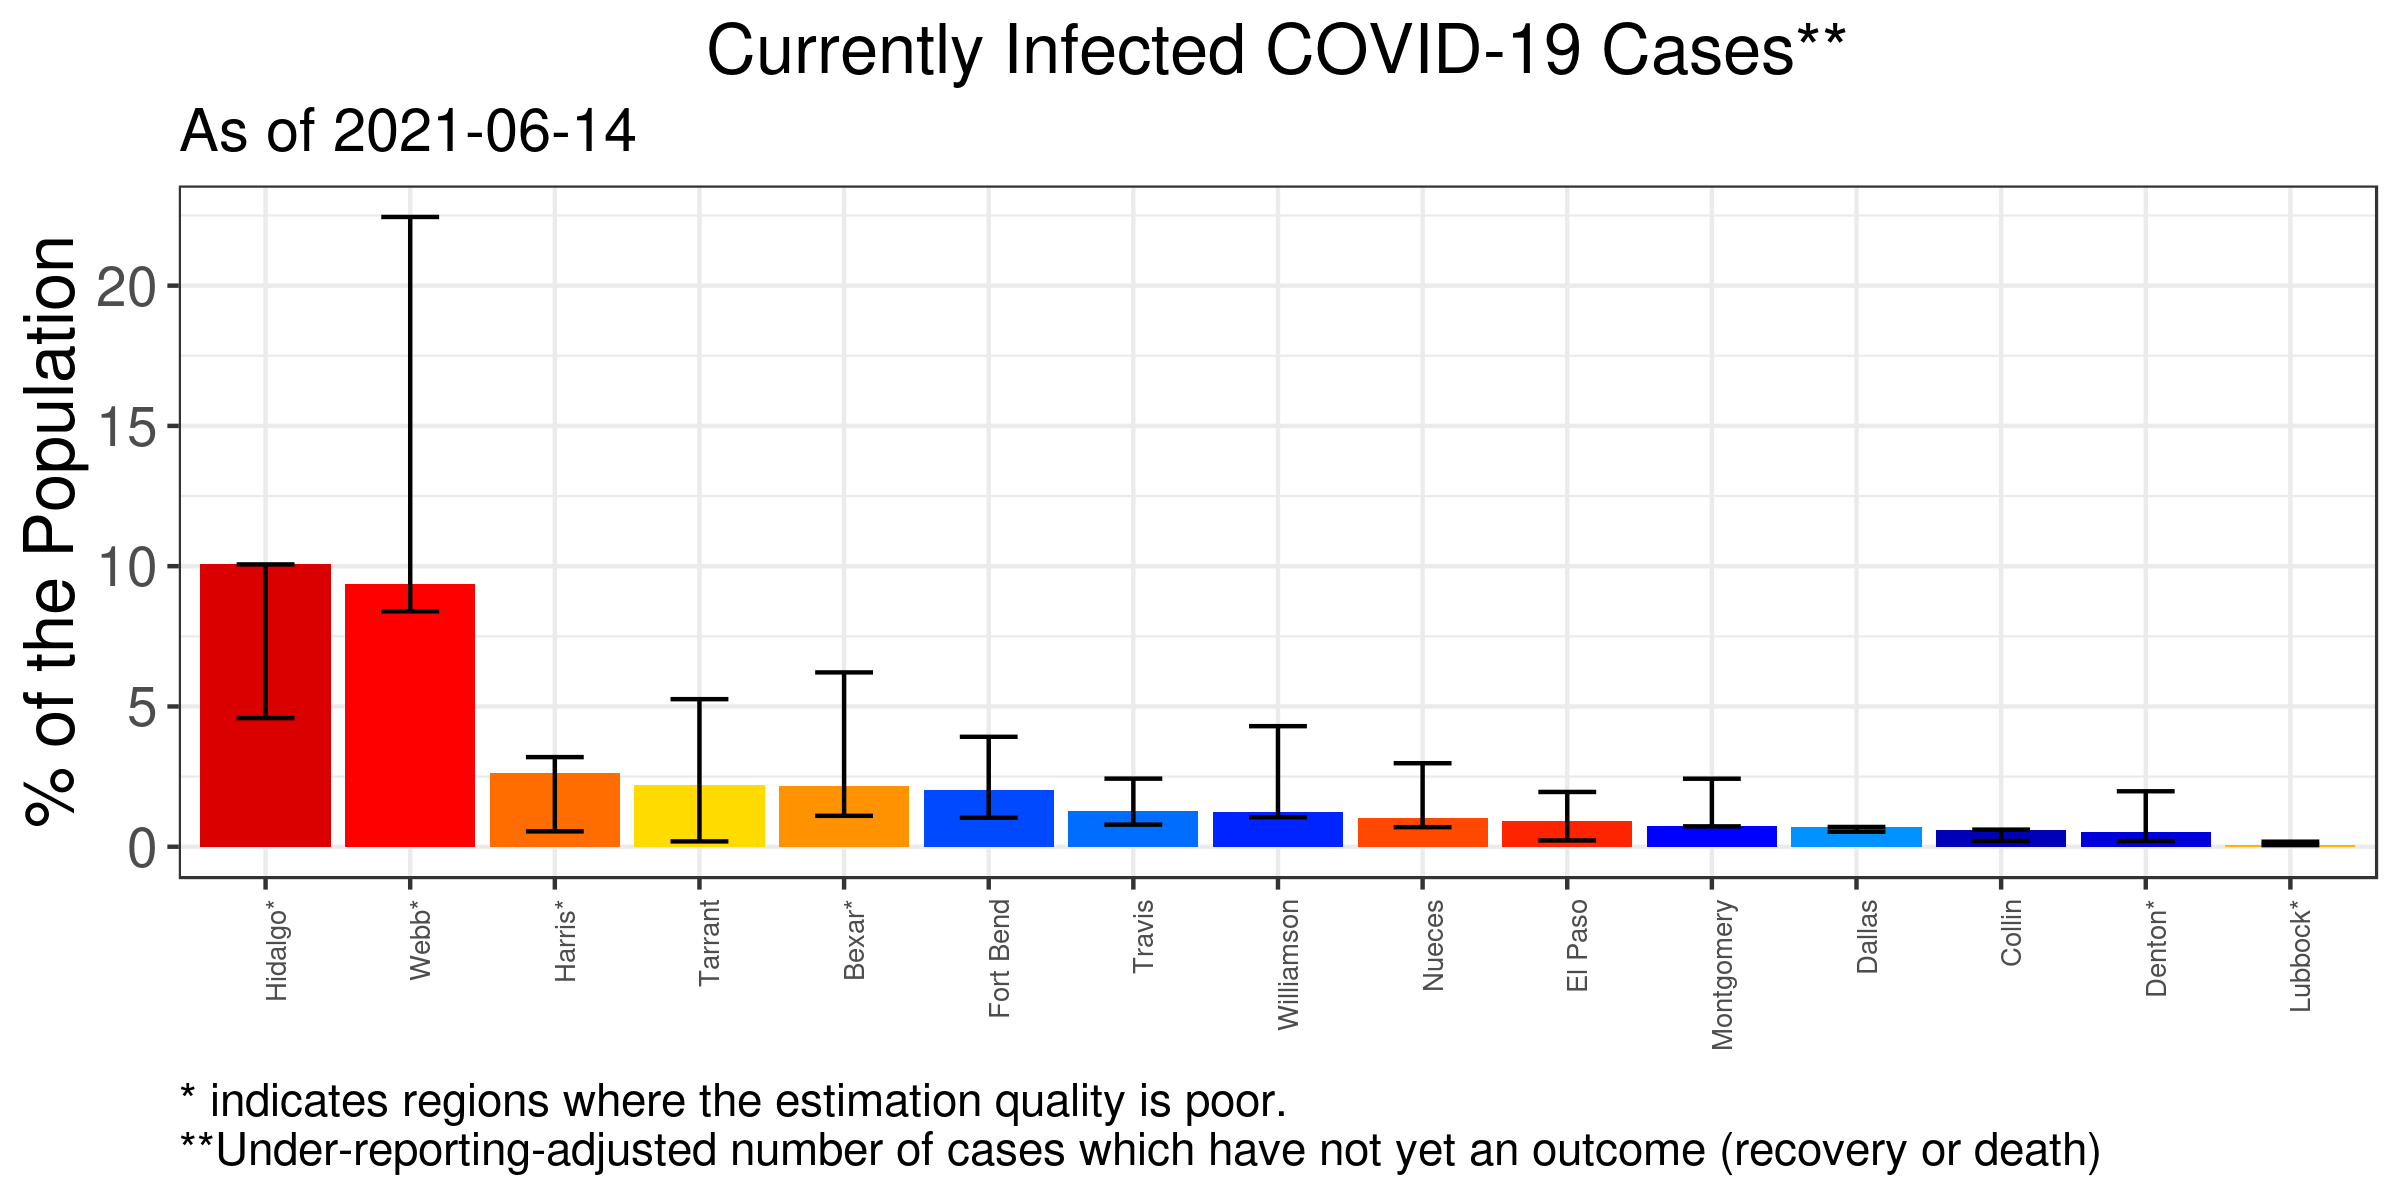 Currently Infected COVID-19 Cases**
As of 2021-06-14
% of the Population
20
15
10
5
0
Hidalgo*
Webb*
Harris*
Tarrant
Bexar*
Fort Bend
Travis
Williamson
Nueces
El Paso
Montgomery
Dallas
Collin
Denton*
Lubbock*
* indicates regions where the estimation quality is poor.
**Under-reporting-adjusted number of cases which have not yet an outcome (recovery or death)